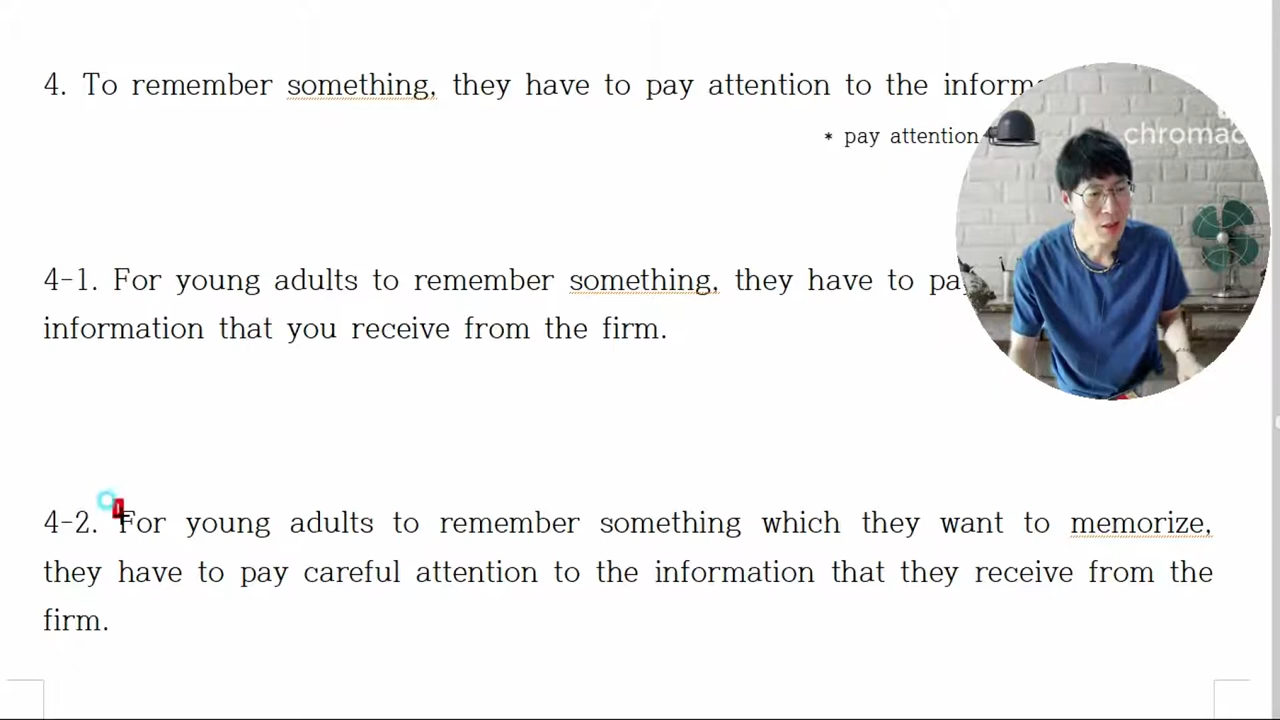 4. To remember something, they have to pay attention to the
* pay attention
4-1. For young adults to remember something, they have to
information that you receive from the firm.
4-2. For young adults to remember something which they want to memorize,
they have to pay careful attention to the information that they receive from the
firm.